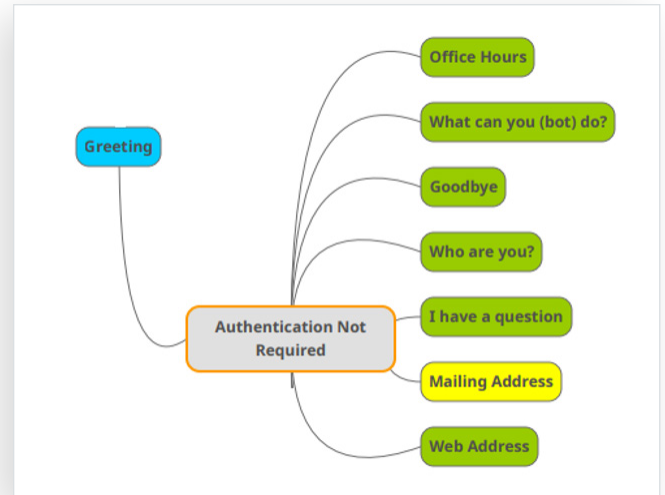 Greeting
Authentication Not
Required
Office Hours
What can you (bot) do?
Goodbye
Who are you?
I have a question
Mailing Address
Web Address